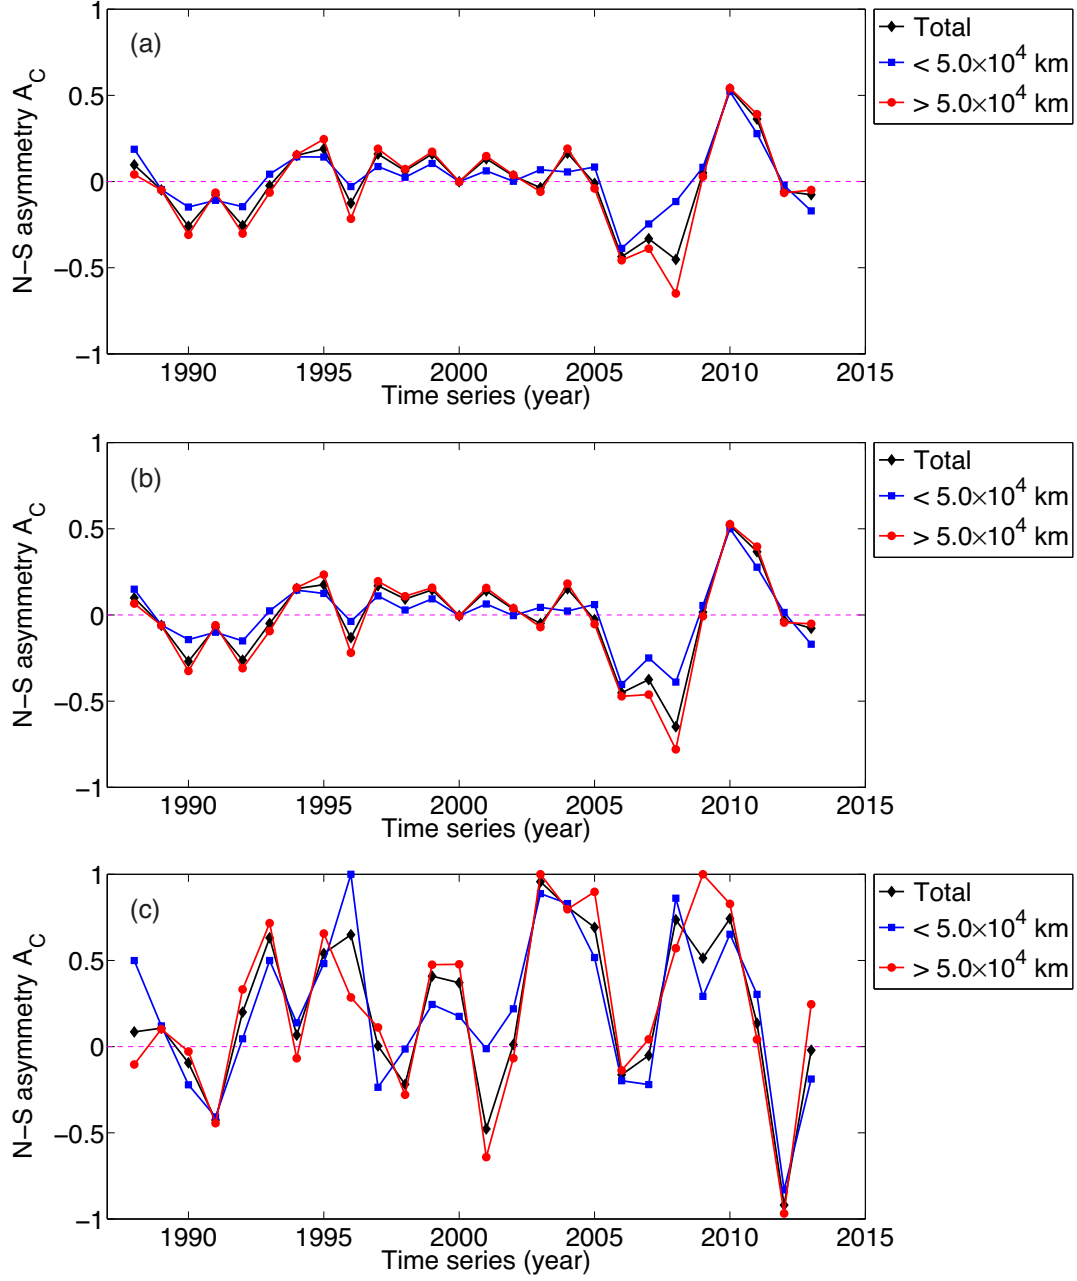 (a)
N−S asymmetry A_C
1
0.5
0
−0.5
−1
1990 1995 2000 2005 2010 2015
Time series (year)
Total
< 5.0×10^4 km
> 5.0×10^4 km
(b)
N−S asymmetry A_C
1
0.5
0
−0.5
−1
1990 1995 2000 2005 2010 2015
Time series (year)
Total
< 5.0×10^4 km
> 5.0×10^4 km
(c)
N−S asymmetry A_C
1
0.5
0
−0.5
−1
1990 1995 2000 2005 2010 2015
Time series (year)
Total
< 5.0×10^4 km
> 5.0×10^4 km